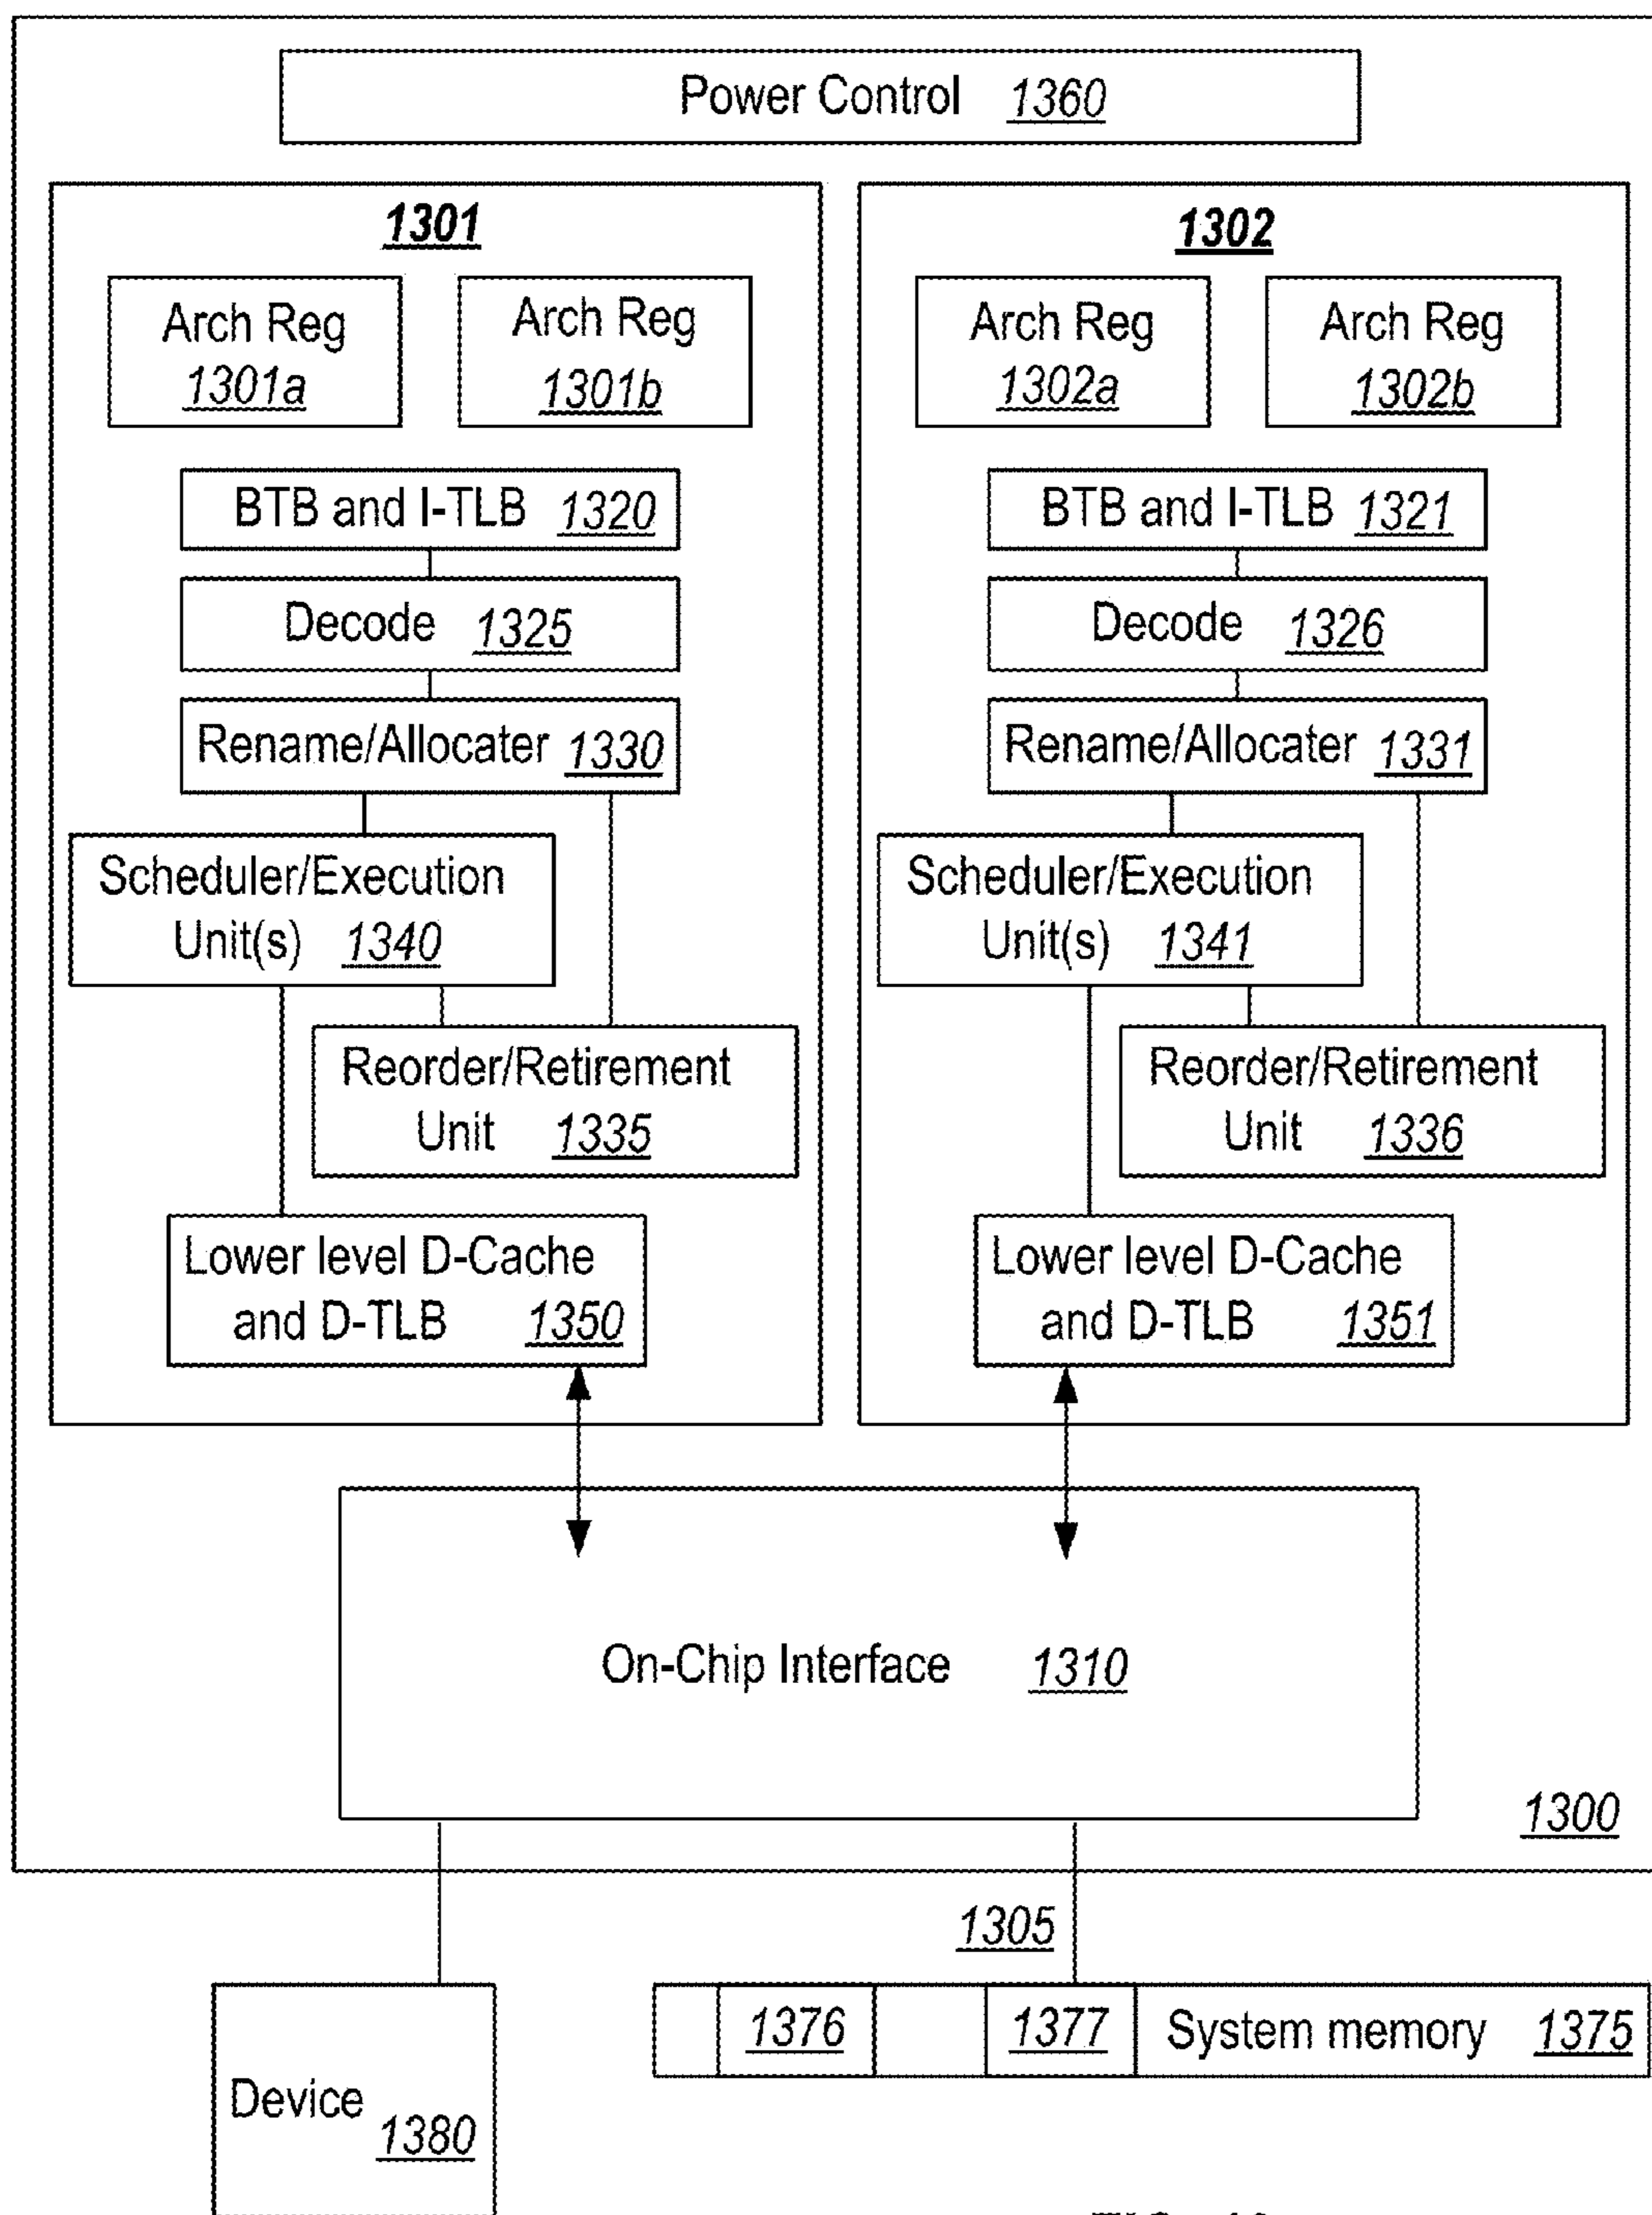 Power Control 1360
1301
Arch Reg
1301a
Arch Reg
1301b
BTB and I-TLB 1320
Decode 1325
Rename/Allocater 1330
Scheduler/Execution
Unit(s) 1340
Reorder/Retirement
Unit 1335
Lower level D-Cache
and D-TLB 1350
1302
Arch Reg
1302a
Arch Reg
1302b
BTB and I-TLB 1321
Decode 1326
Rename/Allocater 1331
Scheduler/Execution
Unit(s) 1341
Reorder/Retirement
Unit 1336
Lower level D-Cache
and D-TLB 1351
On-Chip Interface 1310
1300
1305
1376
1377
System memory 1375
Device 1380